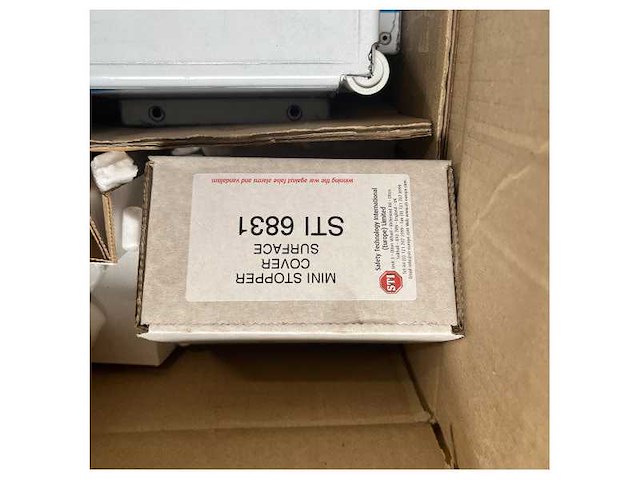 STI
Safety Technology International
(Europe) Limited
MINI STOPPER
COVER
SURFACE
STI 6831
winning the war against false alarms and vandalism